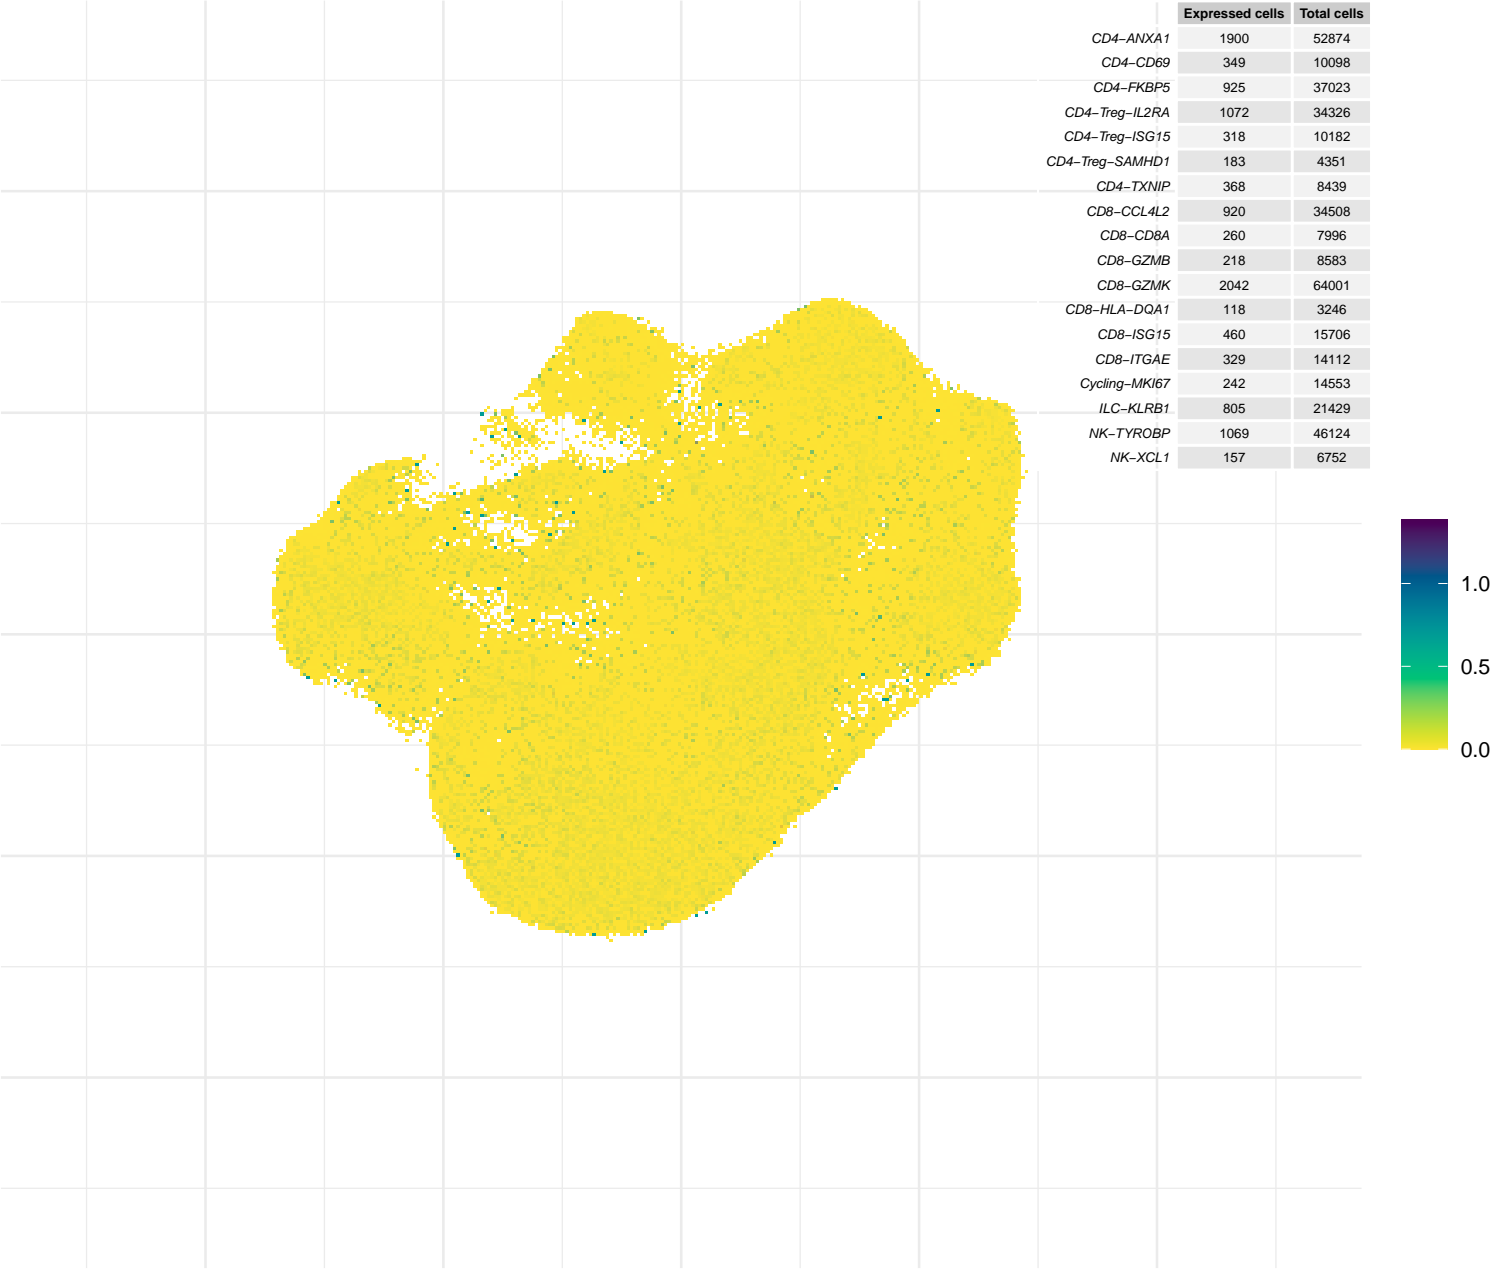 Expressed cells Total cells
CD4−ANXA1 1900 52874
CD4−CD69 349 10098
CD4−FKBP5 925 37023
CD4−Treg−IL2RA 1072 34326
CD4−Treg−ISG15 318 10182
CD4−Treg−SAMHD1 183 4351
CD4−TXNIP 368 8439
CD8−CCL4L2 920 34508
CD8−CD8A 260 7996
CD8−GZMB 218 8583
CD8−GZMK 2042 64001
CD8−HLA−DQA1 118 3246
CD8−ISG15 460 15706
CD8−ITGAE 329 14112
Cycling−MKI67 242 14553
ILC−KLRB1 805 21429
NK−TYROBP 1069 46124
NK−XCL1 157 6752
1.0
0.5
0.0